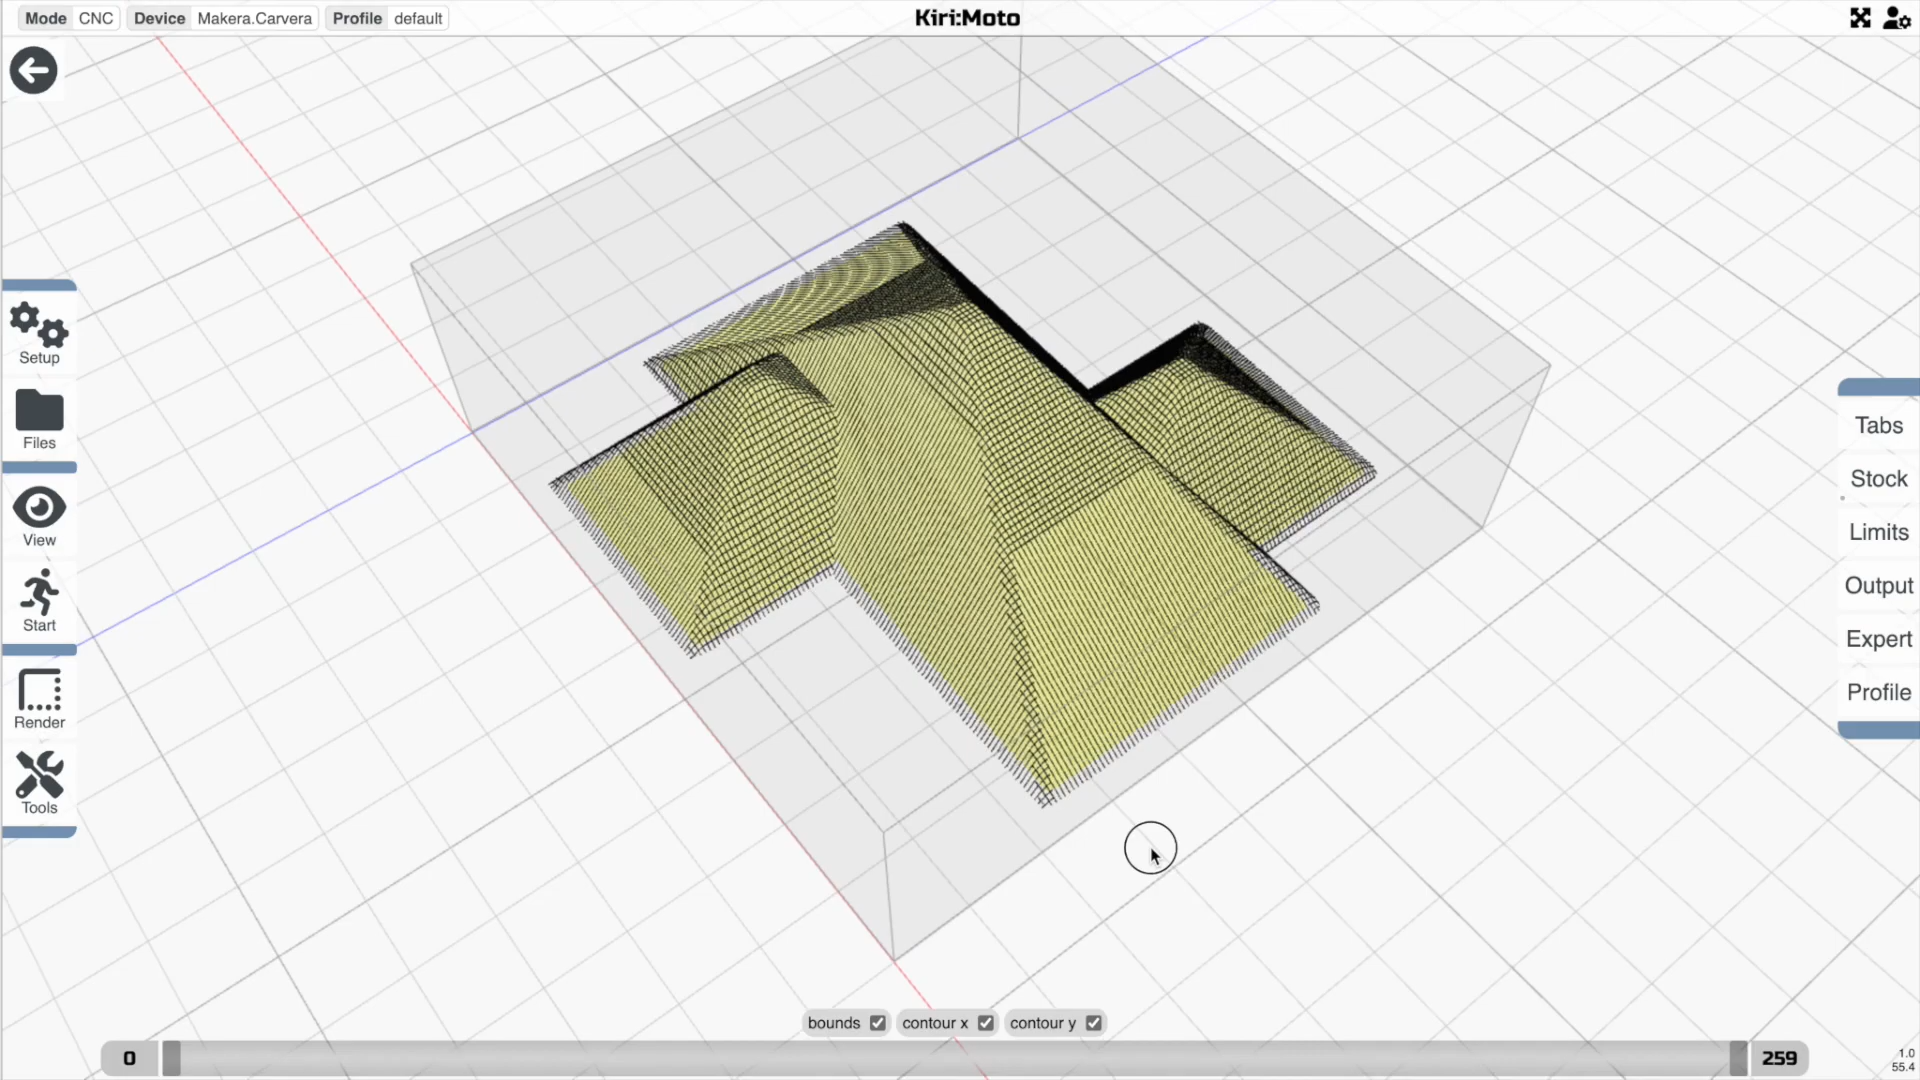 Mode CNC Device Makera.Carvera Profile default Kiri:Moto
Setup
Files
View
Start
Render
Tools
Tabs
Stock
Limits
Output
Expert
Profile
bounds contour x contour y
0 259
1.0
55.4